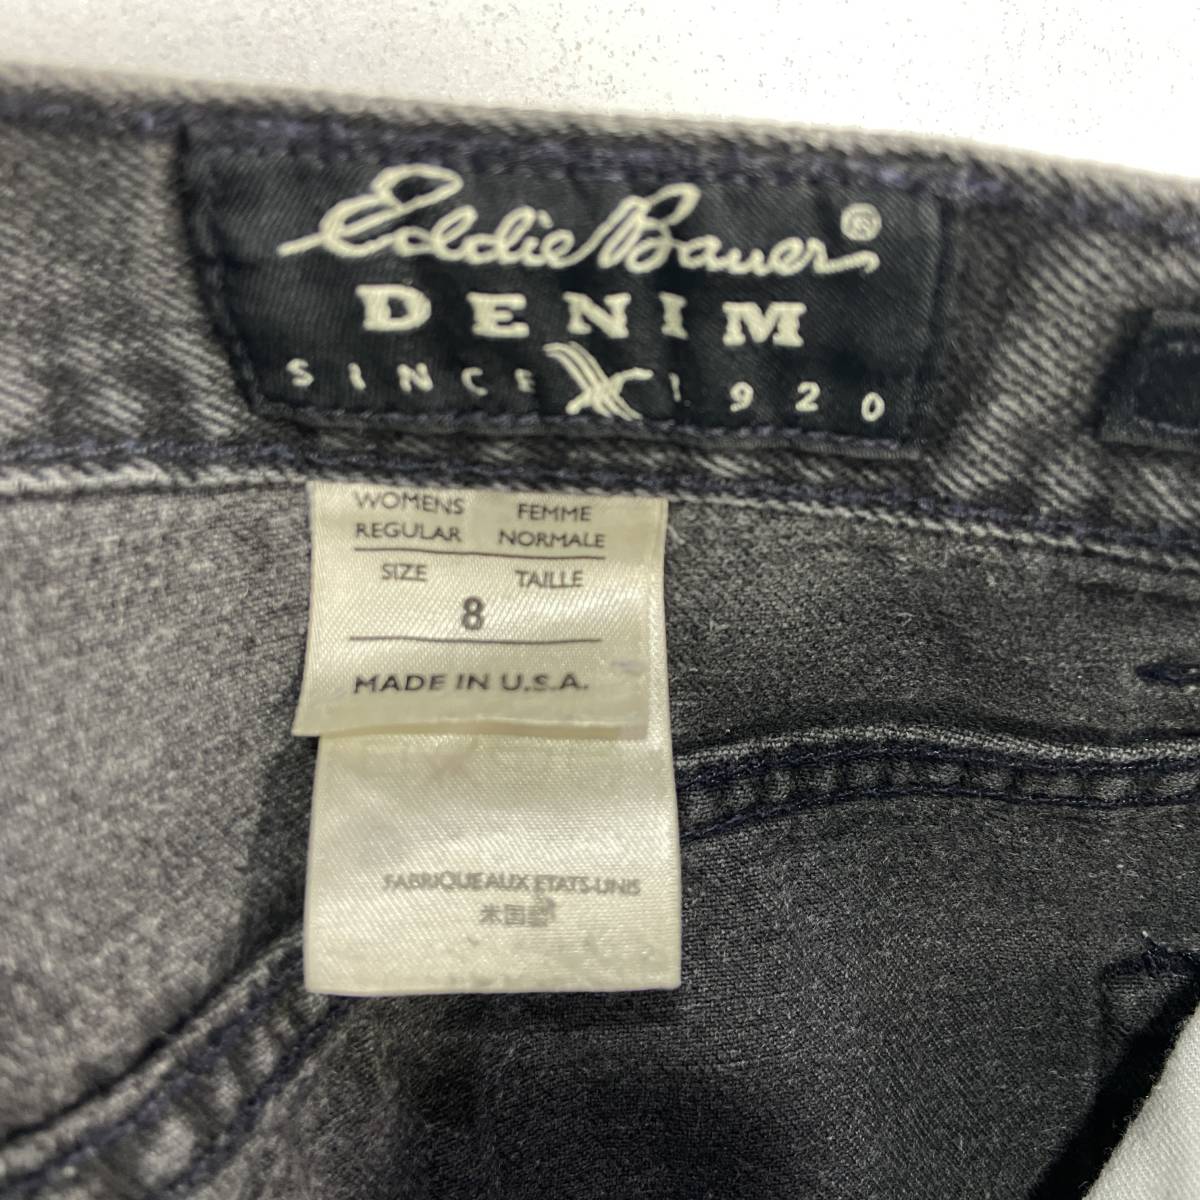 Eddie Bauer®
DENIM
SINCE 1920
WOMENS FEMME
REGULAR NORMALE
SIZE TAILLE
8
MADE IN U.S.A.
FABRIQUE AUX ETATS-UNIS
米国製